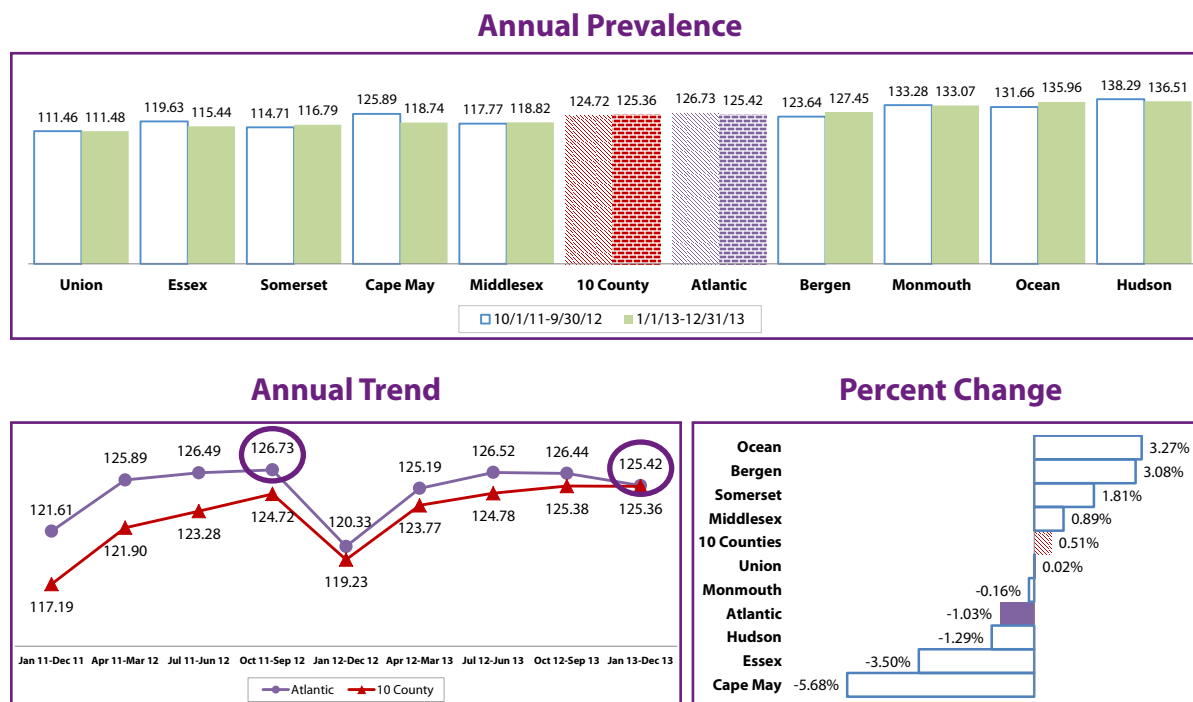 Annual Prevalence
111.46 111.48 119.63 115.44 114.71 116.79 125.89 118.74 117.77 118.82 124.72 125.36 126.73 125.42 123.64 127.45 133.28 133.07 131.66 135.96 138.29 136.51
Union Essex Somerset Cape May Middlesex 10 County Atlantic Bergen Monmouth Ocean Hudson
10/1/11-9/30/12 1/1/13-12/31/13
Annual Trend
121.61 125.89 126.49 126.73 120.33 125.19 126.52 126.44 125.42
117.19 121.90 123.28 124.72 119.23 123.77 124.78 125.38 125.36
Jan 11-Dec 11 Apr 11-Mar 12 Jul 11-Jun 12 Oct 11-Sep 12 Jan 12-Dec 12 Apr 12-Mar 13 Jul 12-Jun 13 Oct 12-Sep 13 Jan 13-Dec 13
Atlantic 10 County
Percent Change
Ocean 3.27%
Bergen 3.08%
Somerset 1.81%
Middlesex 0.89%
10 Counties 0.51%
Union 0.02%
Monmouth -0.16%
Atlantic -1.03%
Hudson -1.29%
Essex -3.50%
Cape May -5.68%